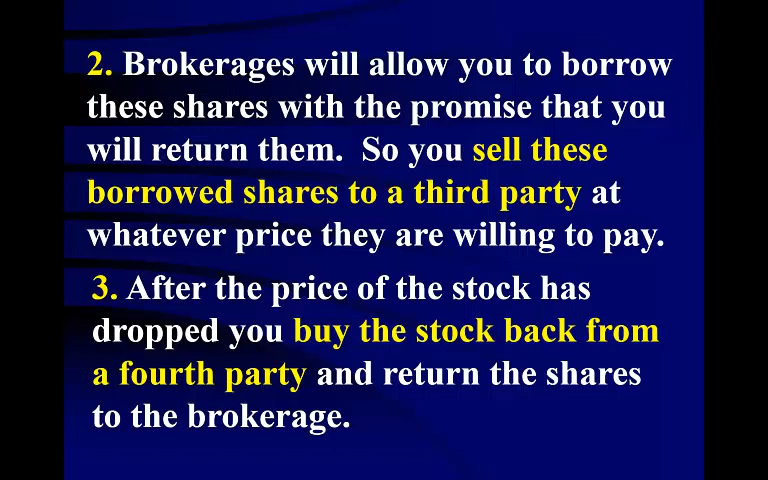 2. Brokerages will allow you to borrow
these shares with the promise that you
will return them. So you sell these
borrowed shares to a third party at
whatever price they are willing to pay.
3. After the price of the stock has
dropped you buy the stock back from
a fourth party and return the shares
to the brokerage.